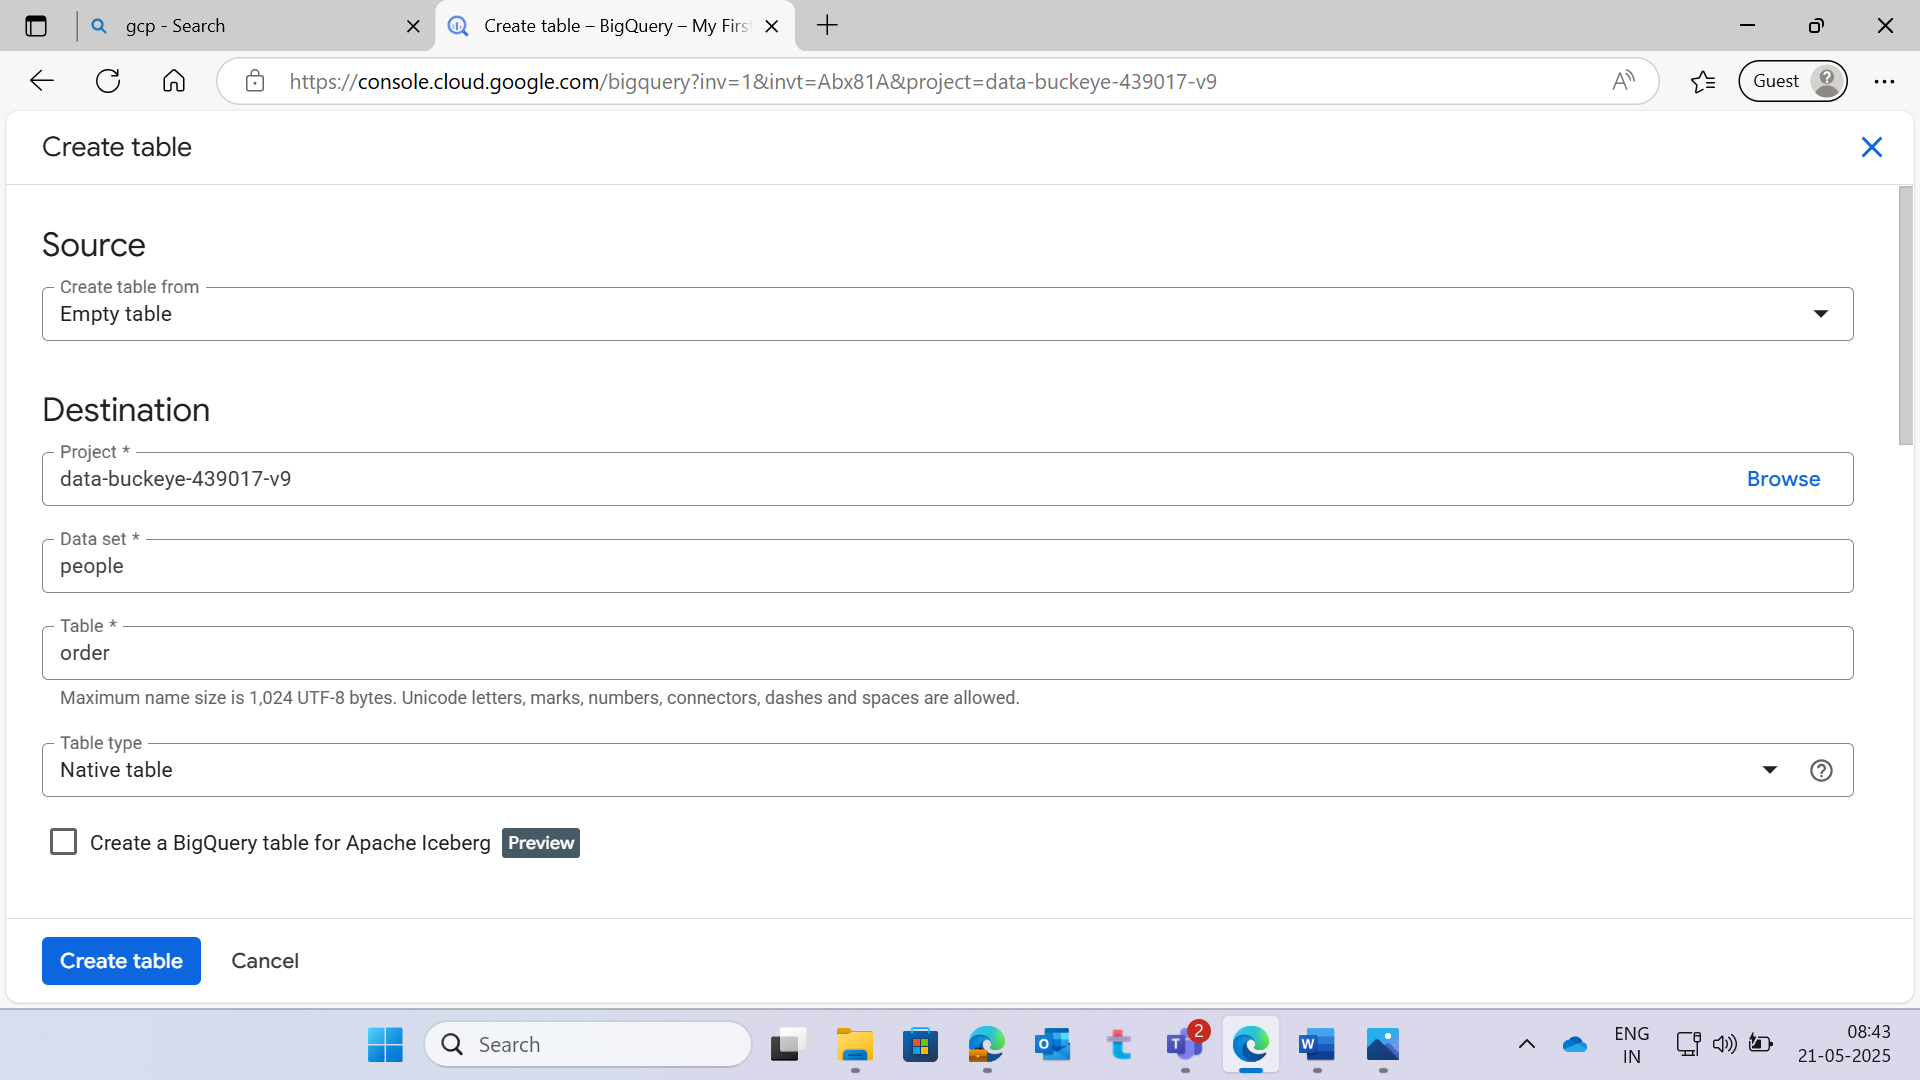 gcp - Search
Create table – BigQuery – My Firs
https://console.cloud.google.com/bigquery?inv=1&invt=Abx81A&project=data-buckeye-439017-v9
Guest
Create table
Source
Create table from
Empty table
Destination
Project *
data-buckeye-439017-v9
Browse
Data set *
people
Table *
order
Maximum name size is 1,024 UTF-8 bytes. Unicode letters, marks, numbers, connectors, dashes and spaces are allowed.
Table type
Native table
Create a BigQuery table for Apache Iceberg Preview
Create table
Cancel
Search
2
ENG
IN
08:43
21-05-2025